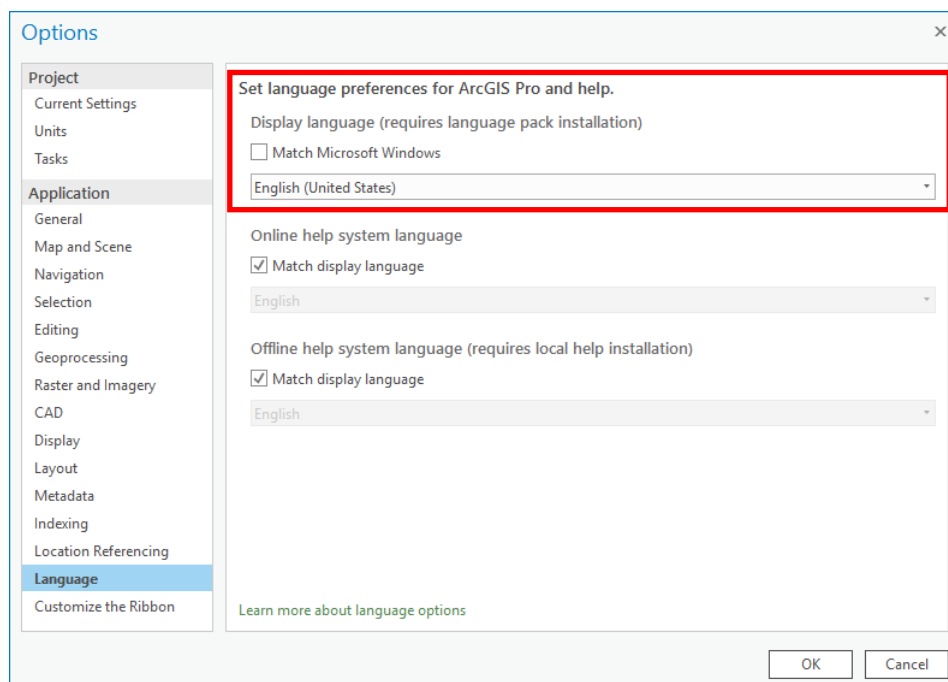 Options
Project
Current Settings
Units
Tasks
Application
General
Map and Scene
Navigation
Selection
Editing
Geoprocessing
Raster and Imagery
CAD
Display
Layout
Metadata
Indexing
Location Referencing
Language
Customize the Ribbon
Set language preferences for ArcGIS Pro and help.
Display language (requires language pack installation)
Match Microsoft Windows
English (United States)
Online help system language
Match display language
English
Offline help system language (requires local help installation)
Match display language
English
Learn more about language options
OK
Cancel